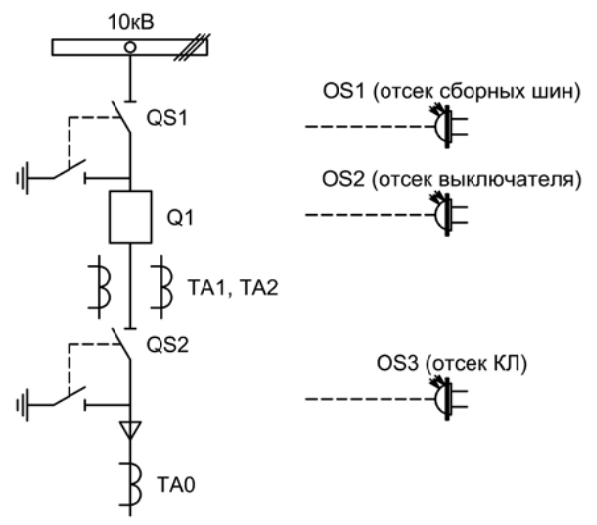 10кВ
OS1 (отсек сборных шин)
QS1
OS2 (отсек выключателя)
Q1
TA1, TA2
QS2
OS3 (отсек КЛ)
TA0